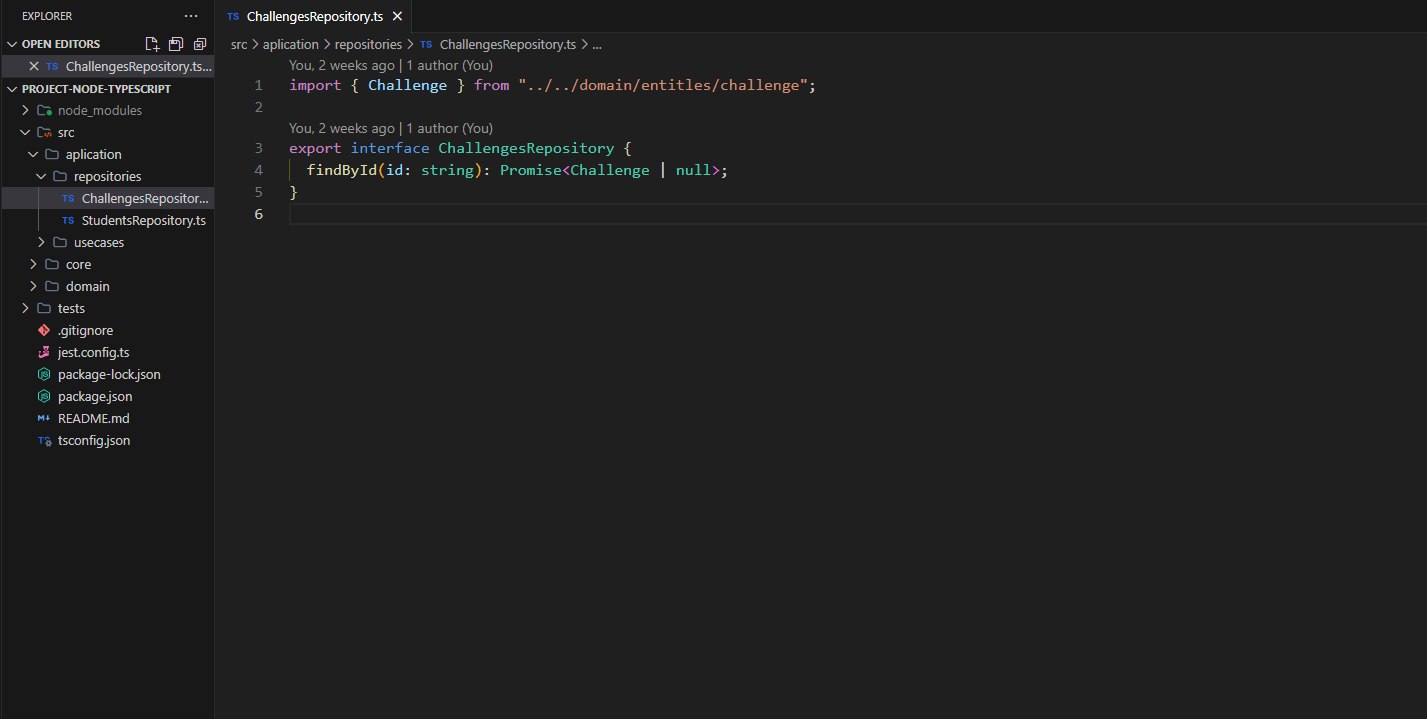 EXPLORER ···
OPEN EDITORS
TS ChallengesRepository.ts...
PROJECT-NODE-TYPESCRIPT
node_modules
src
aplication
repositories
TS ChallengesRepositor...
TS StudentsRepository.ts
usecases
core
domain
tests
.gitignore
jest.config.ts
JS package-lock.json
JS package.json
M↓ README.md
TS tsconfig.json
TS ChallengesRepository.ts
src > aplication > repositories > TS ChallengesRepository.ts > ...
You, 2 weeks ago | 1 author (You)
1 import { Challenge } from "../../domain/entitles/challenge";
2
You, 2 weeks ago | 1 author (You)
3 export interface ChallengesRepository {
4 findById(id: string): Promise<Challenge | null>;
5 }
6